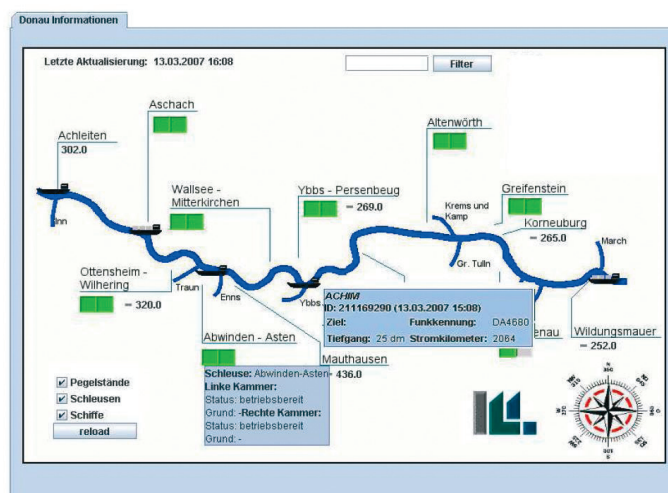 Donau Informationen
Letzte Aktualisierung: 13.03.2007 16:08
Filter
Aschach
Altenwörth
Achleiten
302.0
Wallsee -
Mitterkirchen
Ybbs - Persenbeug
= 269.0
Krems und
Kamp
Greifenstein
Korneuburg
= 265.0
March
Inn
Gr. Tulln
Ottensheim -
Wilhering
= 320.0
Traun
Enns
Ybbs
ACHIM
ID: 211169290 (13.03.2007 15:08)
Ziel: Funkkennung: DA4680
Tiefgang: 25 dm Stromkilometer: 2064
enau
Wildungsmauer
= 252.0
Abwinden - Asten
Mauthausen
= 436.0
Schleuse: Abwinden-Asten
Linke Kammer:
Status: betriebsbereit
Grund: -Rechte Kammer:
Status: betriebsbereit
Grund: -
Pegelstände
Schleusen
Schiffe
reload